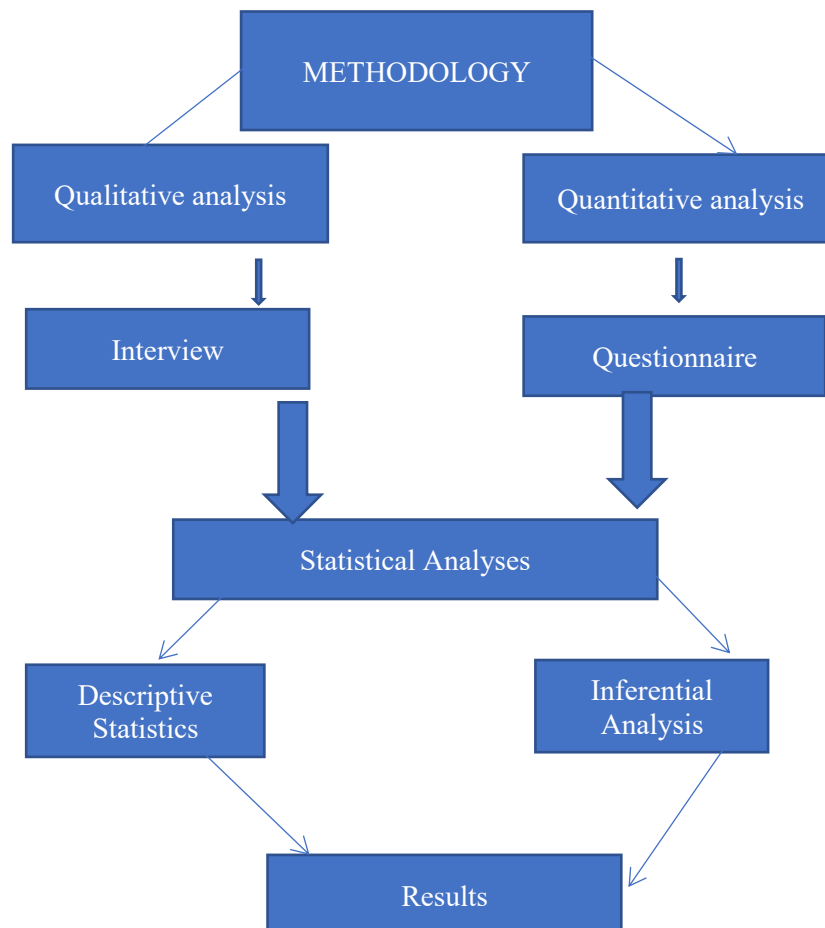 METHODOLOGY
Qualitative analysis
Quantitative analysis
Interview
Questionnaire
Statistical Analyses
Descriptive
Statistics
Inferential
Analysis
Results